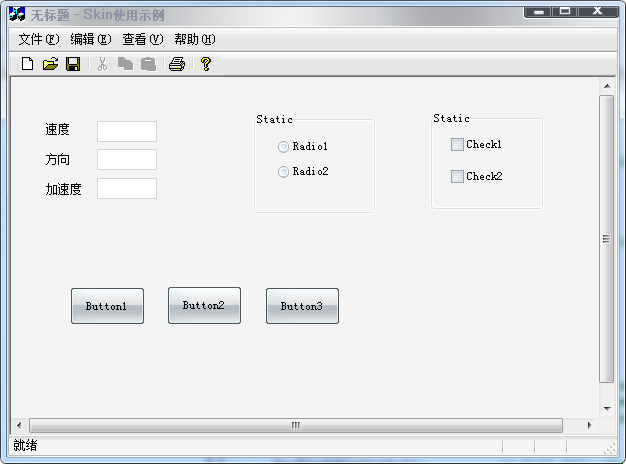 无标题 - Skin使用示例
文件(F) 编辑(E) 查看(V) 帮助(H)
速度
方向
加速度
Static
Radio1
Radio2
Static
Check1
Check2
Button1 Button2 Button3
就绪